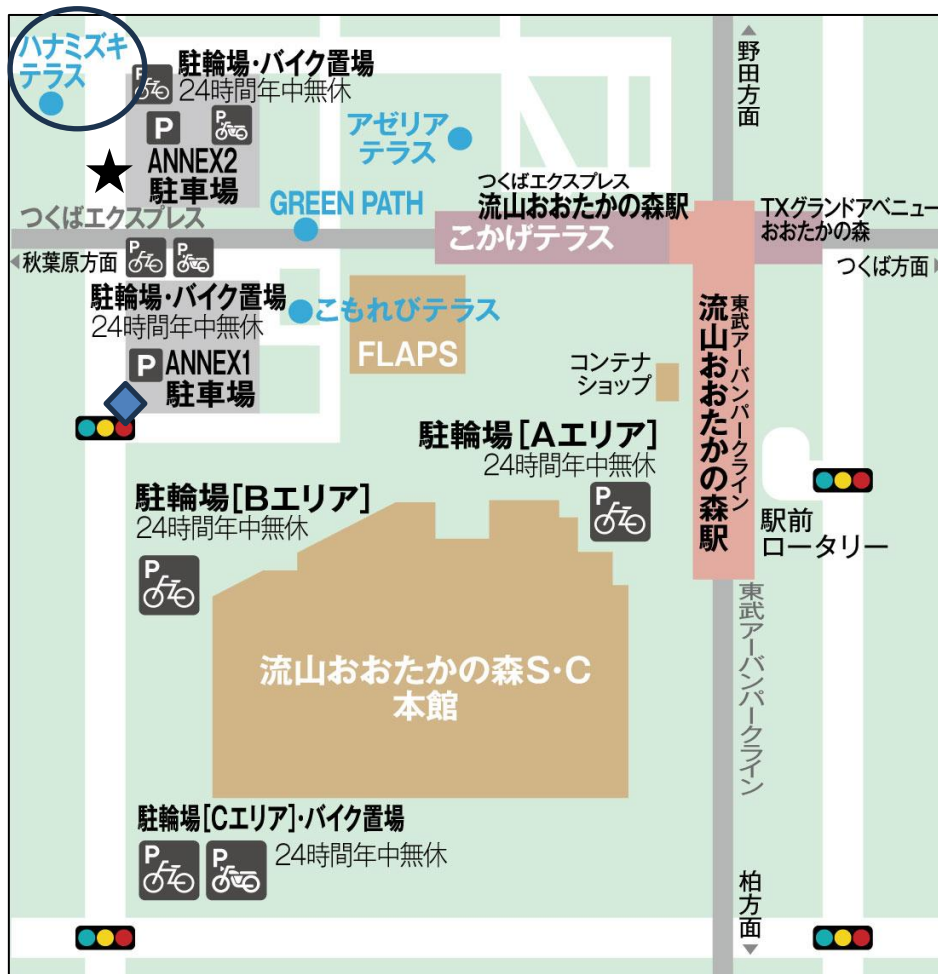 ハナミズキ
テラス
駐輪場・バイク置場
24時間年中無休
P
P
P
ANNEX2
駐車場
アゼリア
テラス
野田方面
つくばエクスプレス
GREEN PATH
つくばエクスプレス
流山おおたかの森駅
こかげテラス
TXグランドアベニュー
おおたかの森
秋葉原方面
P
P
つくば方面
駐輪場・バイク置場
24時間年中無休
こもれびテラス
P ANNEX1
駐車場
FLAPS
コンテナ
ショップ
東武アーバンパークライン
流山おおたかの森駅
駐輪場[Aエリア]
24時間年中無休
P
駐輪場[Bエリア]
24時間年中無休
P
駅前
ロータリー
東武アーバンパークライン
流山おおたかの森S・C
本館
駐輪場[Cエリア]・バイク置場
24時間年中無休
P
P
柏方面